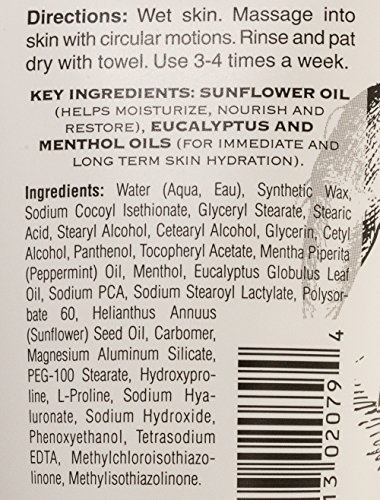 Directions: Wet skin. Massage into
skin with circular motions. Rinse and pat
dry with towel. Use 3-4 times a week.
KEY INGREDIENTS: SUNFLOWER OIL
(HELPS MOISTURIZE, NOURISH AND
RESTORE), EUCALYPTUS AND
MENTHOL OILS (FOR IMMEDIATE AND
LONG TERM SKIN HYDRATION).
Ingredients: Water (Aqua, Eau), Synthetic Wax,
Sodium Cocoyl Isethionate, Glyceryl Stearate, Stearic
Acid, Stearyl Alcohol, Cetearyl Alcohol, Glycerin, Cetyl
Alcohol, Panthenol, Tocopheryl Acetate, Mentha Piperita
(Peppermint) Oil, Menthol, Eucalyptus Globulus Leaf
Oil, Sodium PCA, Sodium Stearoyl Lactylate, Polysor-
bate 60, Helianthus Annuus
(Sunflower) Seed Oil, Carbomer,
Magnesium Aluminum Silicate,
PEG-100 Stearate, Hydroxypro-
line, L-Proline, Sodium Hya-
luronate, Sodium Hydroxide,
Phenoxyethanol, Tetrasodium
EDTA, Methylchloroisothiazo-
linone, Methylisothiazolinone.
13 02079 4